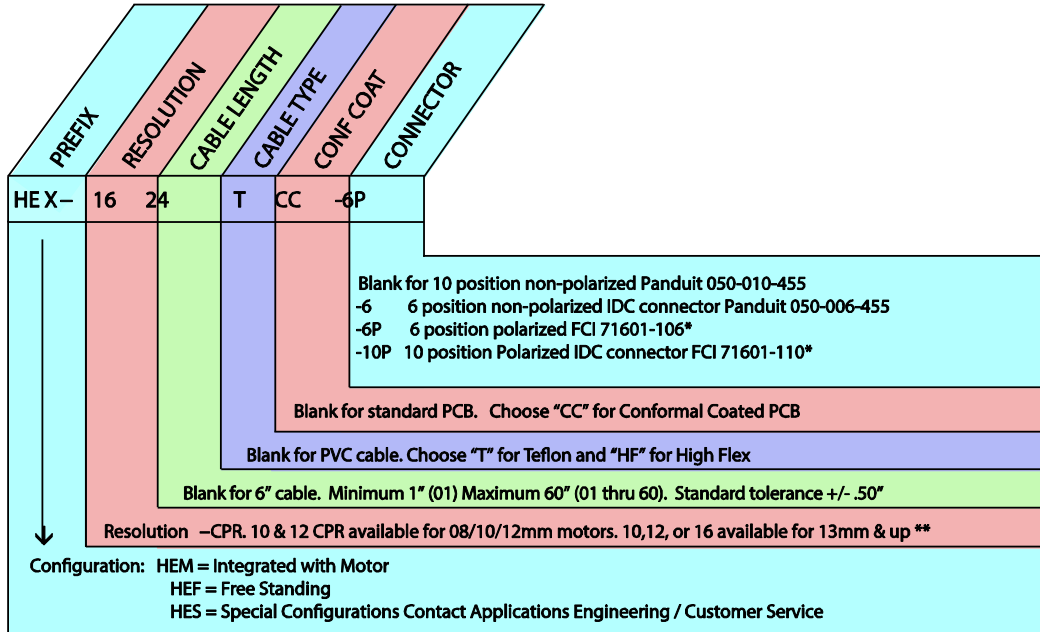 PREFIX
RESOLUTION
CABLE LENGTH
CABLE TYPE
CONF COAT
CONNECTOR
HE X– 16 24 T CC -6P
Blank for 10 position non-polarized Panduit 050-010-455
-6 6 position non-polarized IDC connector Panduit 050-006-455
-6P 6 position polarized FCI 71601-106*
-10P 10 position Polarized IDC connector FCI 71601-110*
Blank for standard PCB. Choose “CC” for Conformal Coated PCB
Blank for PVC cable. Choose “T” for Teflon and “HF” for High Flex
Blank for 6” cable. Minimum 1” (01) Maximum 60” (01 thru 60). Standard tolerance +/- .50”
Resolution –CPR. 10 & 12 CPR available for 08/10/12mm motors. 10,12, or 16 available for 13mm & up **
Configuration: HEM = Integrated with Motor
HEF = Free Standing
HES = Special Configurations Contact Applications Engineering / Customer Service